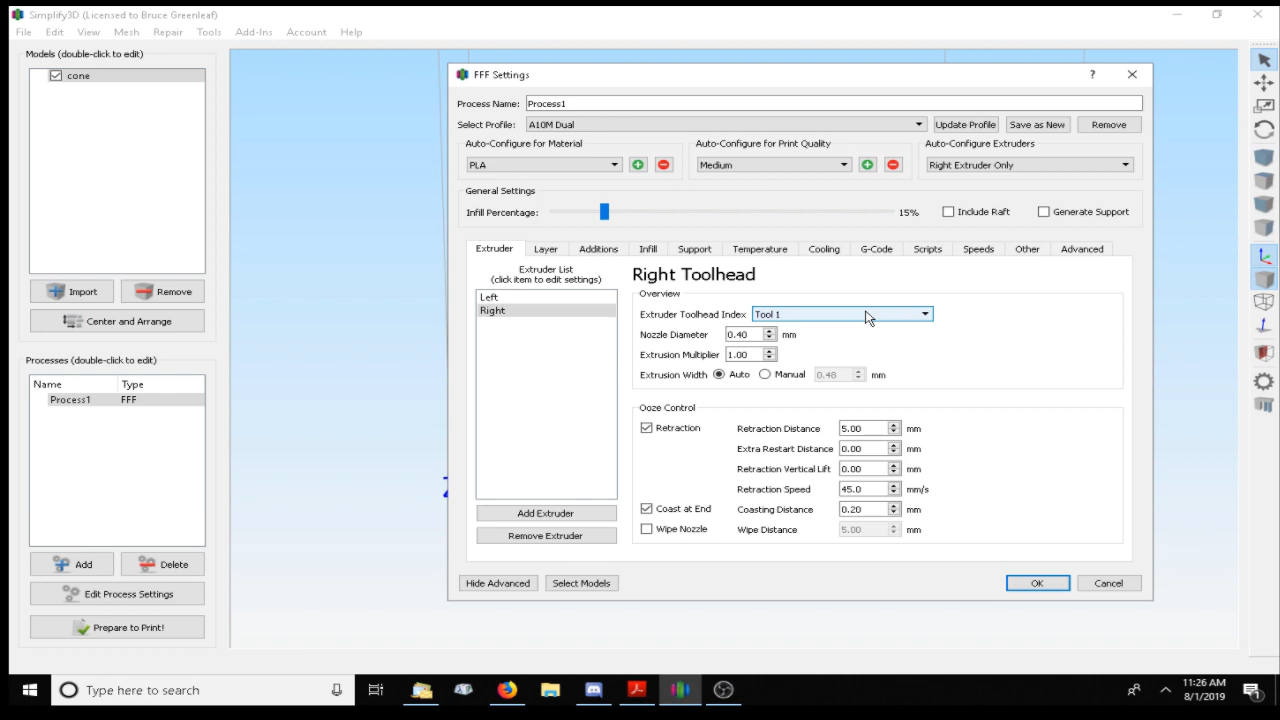 Simplify3D (Licensed to Bruce Greenleaf)
File Edit View Mesh Repair Tools Add-Ins Account Help
Models (double-click to edit)
cone
Import Remove
Center and Arrange
Processes (double-click to edit)
Name Type
Process1 FFF
Add Delete
Edit Process Settings
Prepare to Print!
FFF Settings
Process Name: Process1
Select Profile: A10M Dual Update Profile Save as New Remove
Auto-Configure for Material Auto-Configure for Print Quality Auto-Configure Extruders
PLA Medium Right Extruder Only
General Settings
Infill Percentage: 15% Include Raft Generate Support
Extruder Layer Additions Infill Support Temperature Cooling G-Code Scripts Speeds Other Advanced
Extruder List
(click item to edit settings)
Left
Right
Add Extruder
Remove Extruder
Right Toolhead
Overview
Extruder Toolhead Index Tool 1
Nozzle Diameter 0.40 mm
Extrusion Multiplier 1.00
Extrusion Width Auto Manual 0.48 mm
Ooze Control
Retraction Retraction Distance 5.00 mm
Extra Restart Distance 0.00 mm
Retraction Vertical Lift 0.00 mm
Retraction Speed 45.0 mm/s
Coast at End Coasting Distance 0.20 mm
Wipe Nozzle Wipe Distance 5.00 mm
Hide Advanced Select Models OK Cancel
Type here to search
11:26 AM
8/1/2019